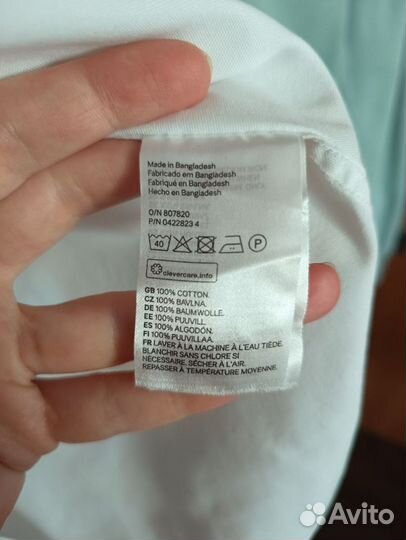 Made in Bangladesh
Fabricado em Bangladesh
Fabriqué en Bangladesh
Hecho en Bangladesh
O/N 807820
P/N 0422823 4
40 P
clevercare.info
GB 100% COTTON.
CZ 100% BAVLNA.
DE 100% BAUMWOLLE.
EE 100% PUUVILL.
ES 100% ALGODÓN.
FI 100% PUUVILLAA.
FR LAVER À LA MACHINE À L'EAU TIÈDE.
BLANCHIR SANS CHLORE SI
NÉCESSAIRE. SÉCHER À L'AIR.
REPASSER À TEMPÉRATURE MOYENNE.
Avito